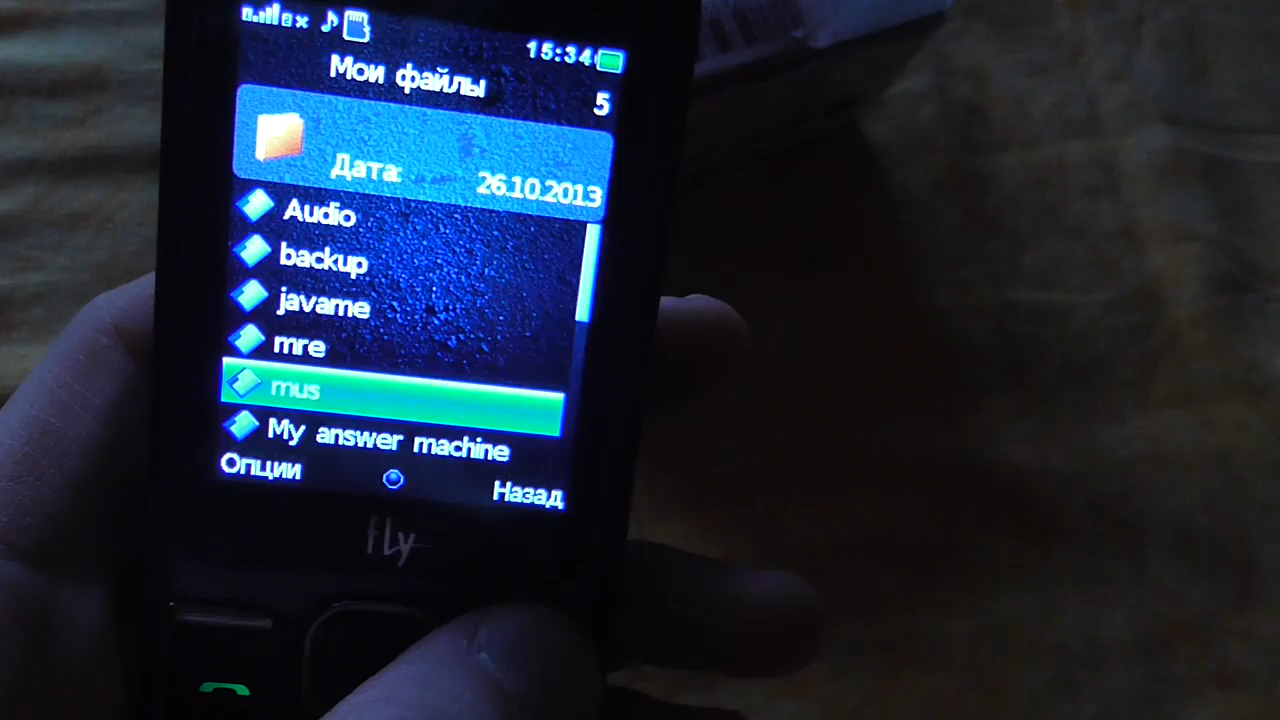 15:34
Мои файлы
5
Дата: 26.10.2013
Audio
backup
javame
mre
mus
My answer machine
Опции Назад
fly